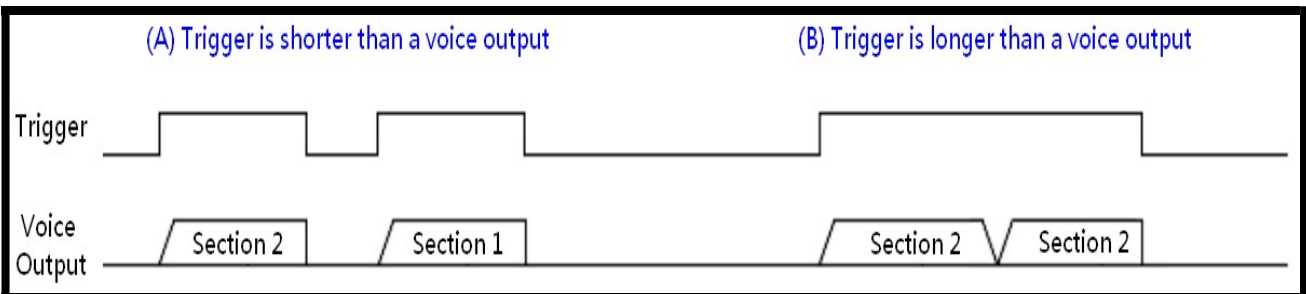 (A) Trigger is shorter than a voice output
(B) Trigger is longer than a voice output
Trigger
Voice
Output
Section 2
Section 1
Section 2
Section 2